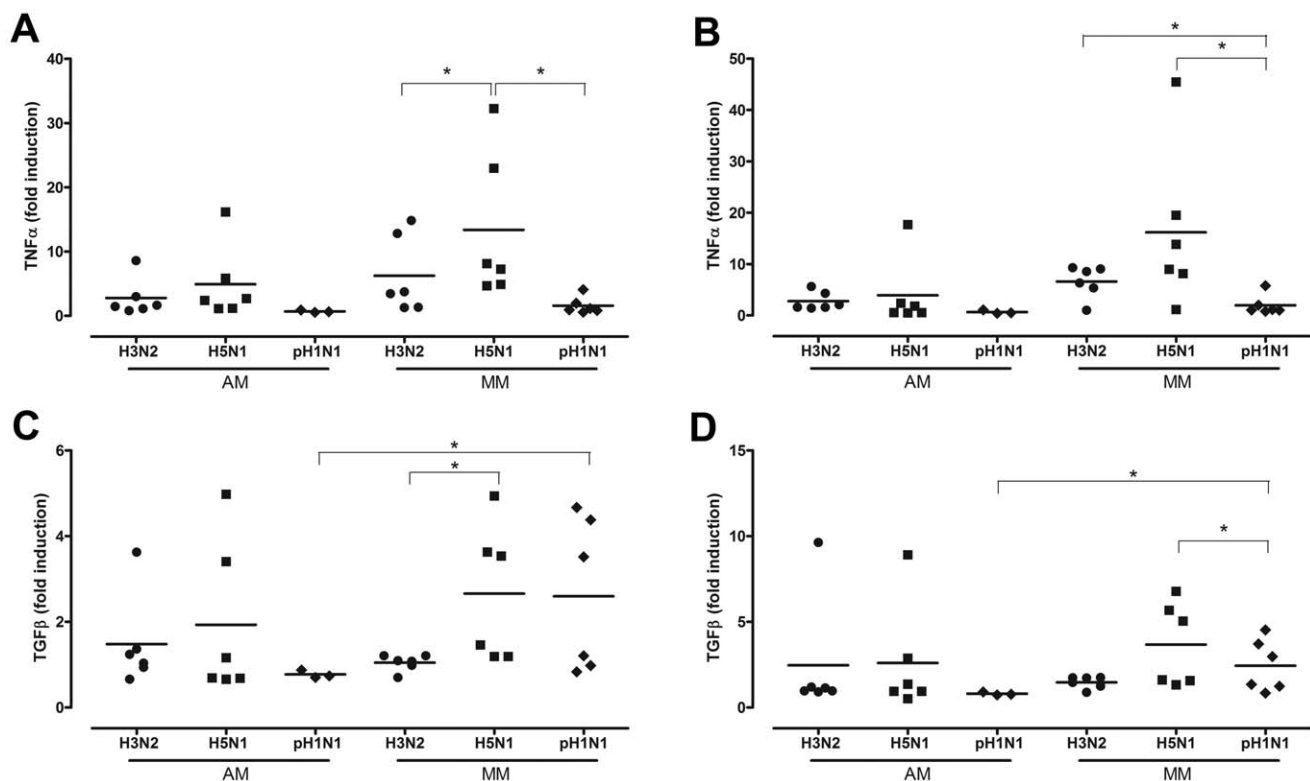 A
TNFα (fold induction)
40
30
20
10
0
* *
H3N2 H5N1 pH1N1 H3N2 H5N1 pH1N1
AM MM
B
TNFα (fold induction)
50
40
30
20
10
0
*
*
H3N2 H5N1 pH1N1 H3N2 H5N1 pH1N1
AM MM
C
TGFβ (fold induction)
6
4
2
0
*
*
H3N2 H5N1 pH1N1 H3N2 H5N1 pH1N1
AM MM
D
TGFβ (fold induction)
15
10
5
0
*
*
H3N2 H5N1 pH1N1 H3N2 H5N1 pH1N1
AM MM